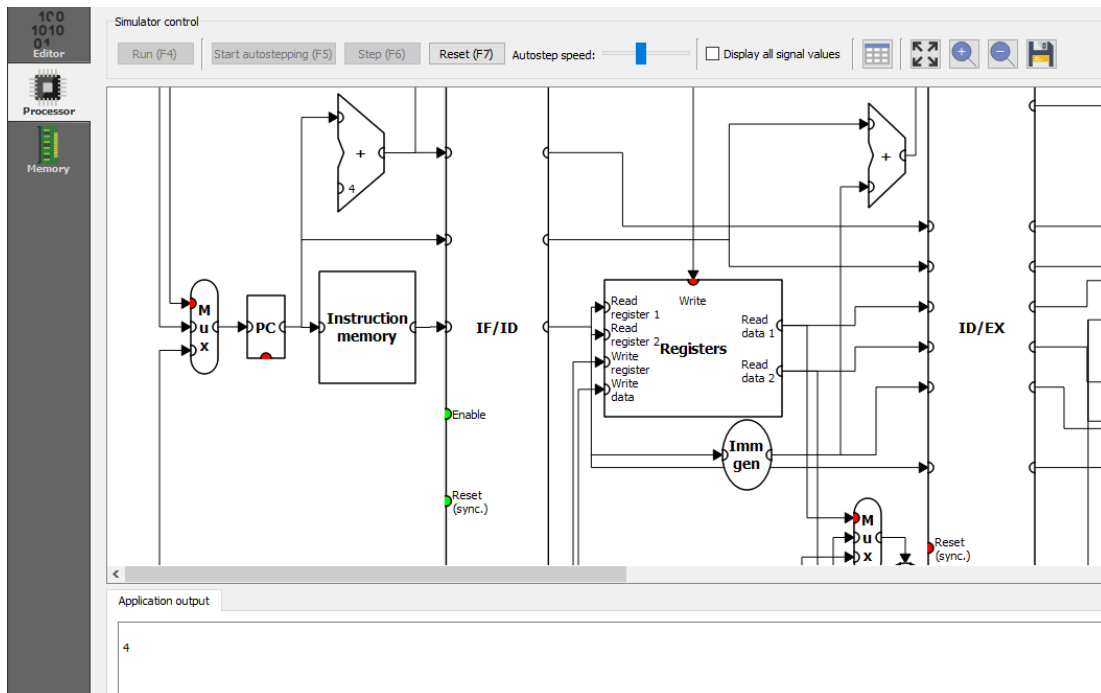 100
1010
01
Editor
Processor
Memory
Simulator control
Run (F4)
Start autostepping (F5)
Step (F6)
Reset (F7)
Autostep speed:
Display all signal values
+
4
+
M
u
x
PC
Instruction
memory
IF/ID
Enable
Reset
(sync.)
Read
register 1
Read
register 2
Write
register
Write
data
Write
Registers
Read
data 1
Read
data 2
Imm
gen
M
u
x
ID/EX
Reset
(sync.)
Application output
4